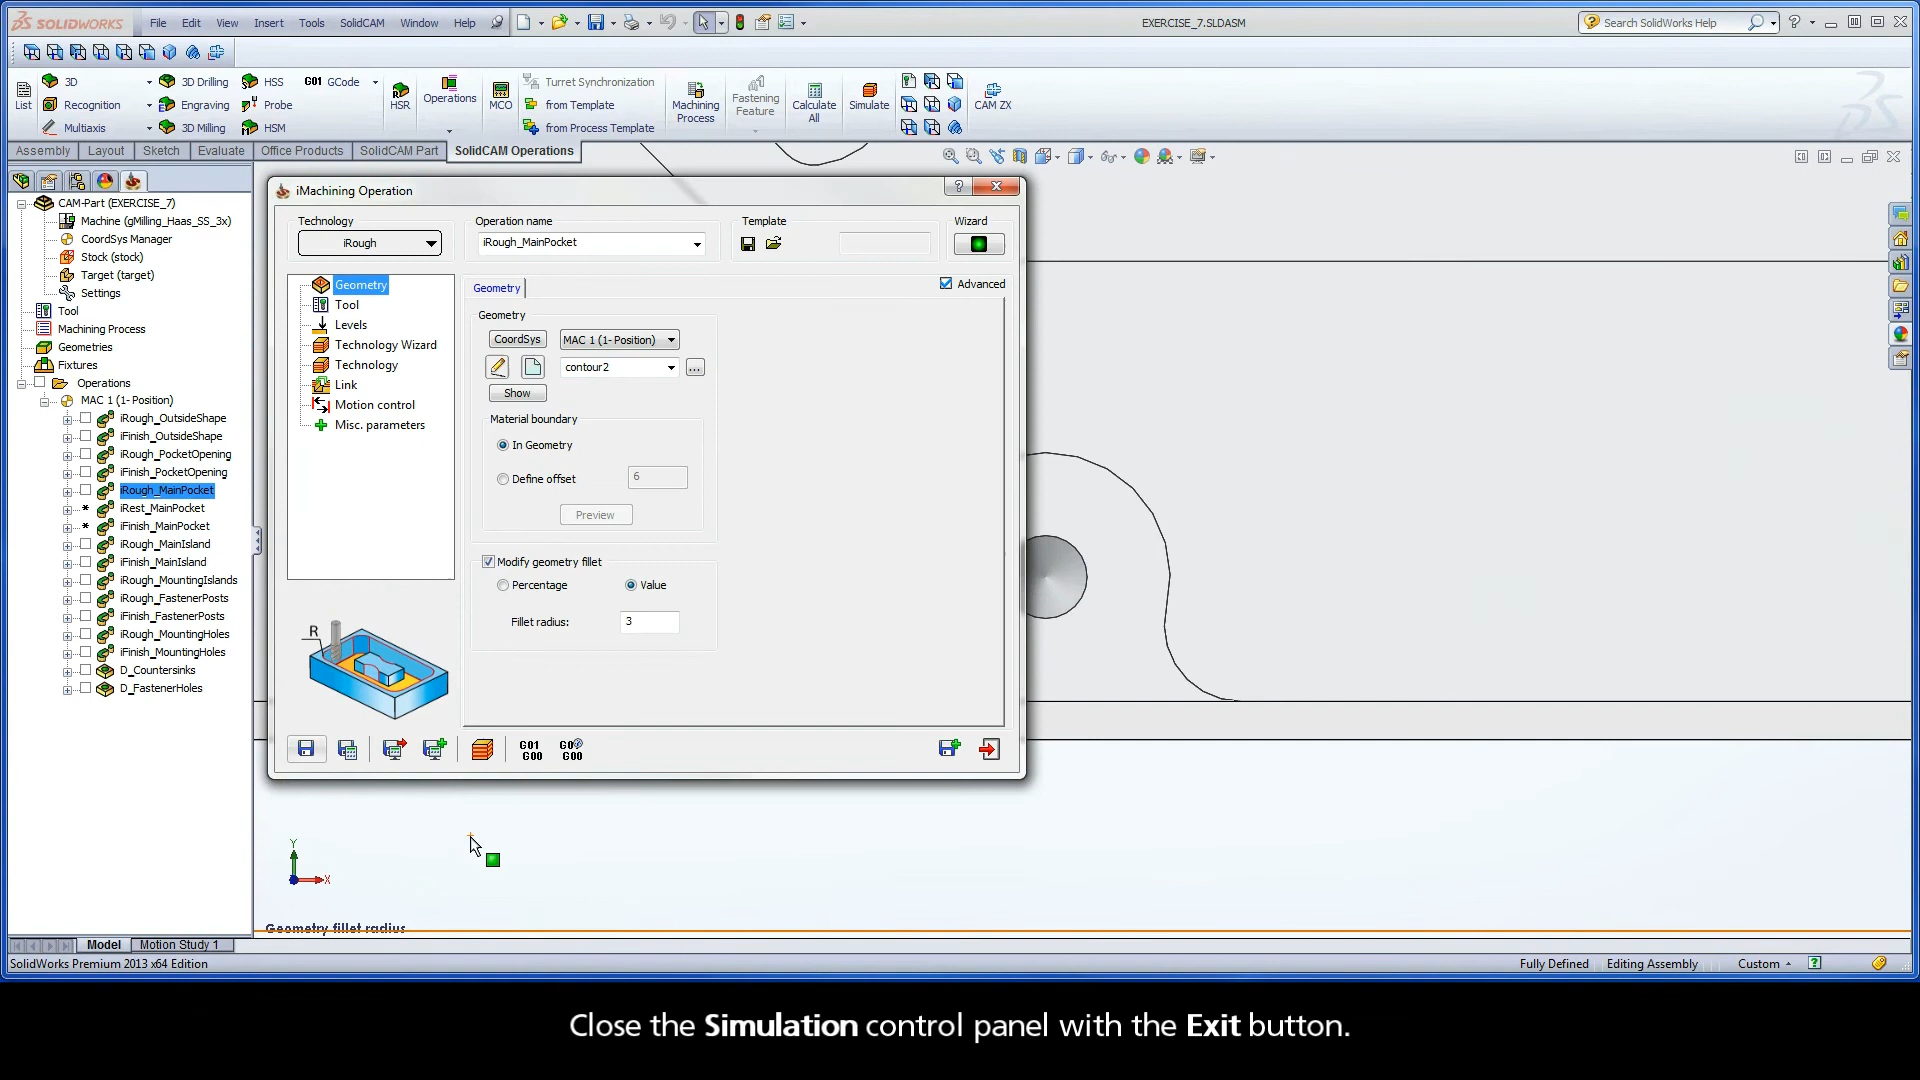 SOLIDWORKS File Edit View Insert Tools SolidCAM Window Help EXERCISE_7.SLDASM Search SolidWorks Help
3D 3D Drilling HSS G01 GCode Turret Synchronization
List Recognition Engraving Probe HSR Operations MCO from Template Machining Process Fastening Feature Calculate All Simulate CAM ZX
Multiaxis 3D Milling HSM from Process Template
Assembly Layout Sketch Evaluate Office Products SolidCAM Part SolidCAM Operations
CAM-Part (EXERCISE_7)
Machine (gMilling_Haas_SS_3x)
CoordSys Manager
Stock (stock)
Target (target)
Settings
Tool
Machining Process
Geometries
Fixtures
Operations
MAC 1 (1-Position)
iRough_OutsideShape
iFinish_OutsideShape
iRough_PocketOpening
iFinish_PocketOpening
iRough_MainPocket
iRest_MainPocket
iFinish_MainPocket
iRough_MainIsland
iFinish_MainIsland
iRough_MountingIslands
iRough_FastenerPosts
iFinish_FastenerPosts
iRough_MountingHoles
iFinish_MountingHoles
D_Countersinks
D_FastenerHoles
iMachining Operation
Technology Operation name Template Wizard
iRough iRough_MainPocket
Geometry
Tool
Levels
Technology Wizard
Technology
Link
Motion control
Misc. parameters
R
Geometry Advanced
Geometry
CoordSys MAC 1 (1-Position)
contour2 ...
Show
Material boundary
In Geometry
Define offset 6
Preview
Modify geometry fillet
Percentage Value
Fillet radius: 3
G01 G00
G00
Y
X
Geometry fillet radius
Model Motion Study 1
SolidWorks Premium 2013 x64 Edition Fully Defined Editing Assembly Custom
Close the Simulation control panel with the Exit button.